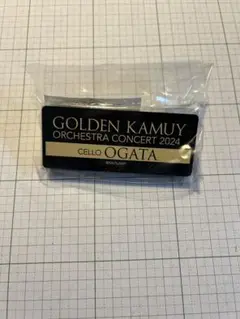 GOLDEN KAMUY
ORCHESTRA CONCERT 2024
CELLO OGATA